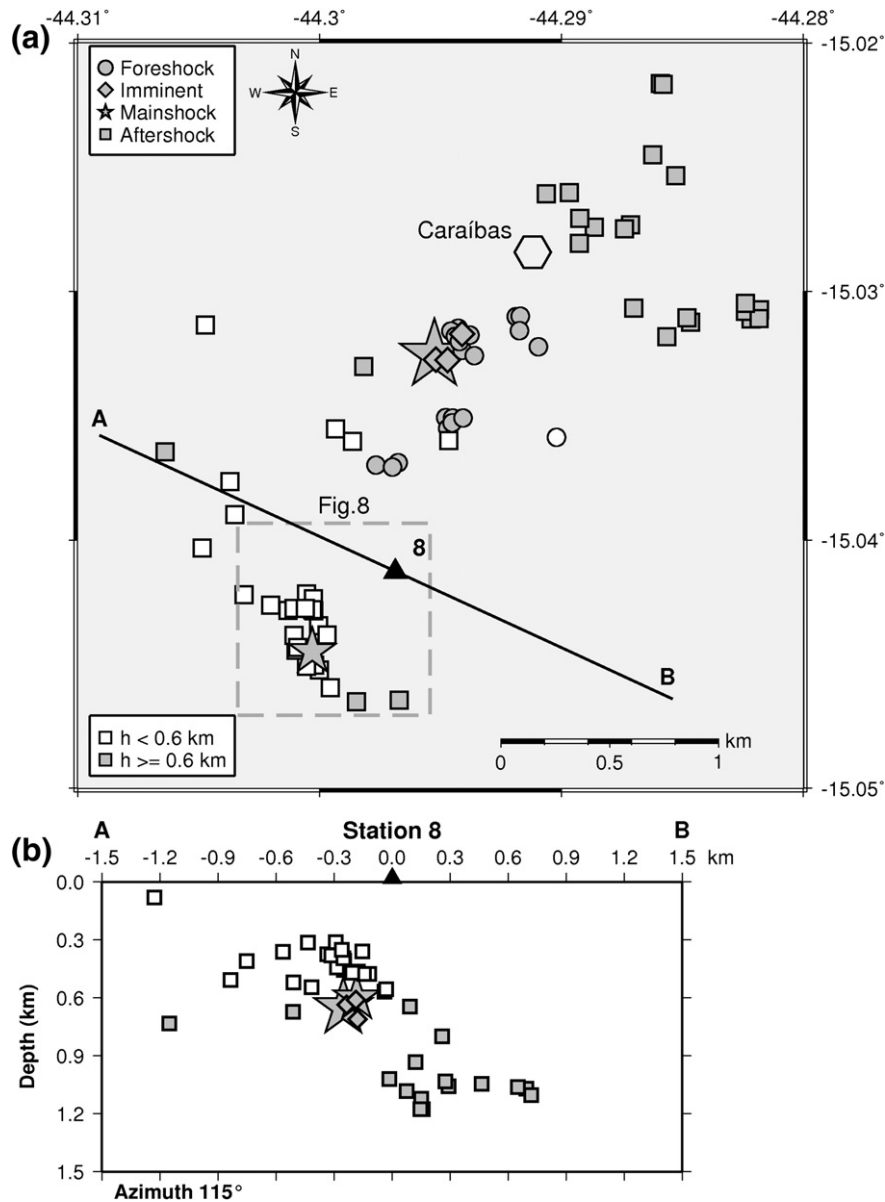 -44.31˚ -44.3˚ -44.29˚ -44.28˚
(a)
-15.02˚
N
W E
S
Foreshock
Imminent
Mainshock
Aftershock
Caraíbas
-15.03˚
A
Fig.8
8
-15.04˚
B
h < 0.6 km
h >= 0.6 km
km
0 0.5 1
-15.05˚
(b)
A Station 8 B
-1.5 -1.2 -0.9 -0.6 -0.3 0.0 0.3 0.6 0.9 1.2 1.5 km
0.0
0.3
0.6
0.9
1.2
1.5
Depth (km)
Azimuth 115°